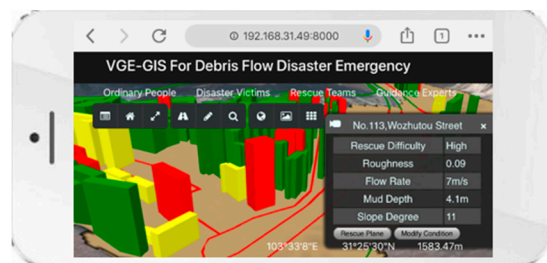 192.168.31.49:8000
1
VGE-GIS For Debris Flow Disaster Emergency
Ordinary People Disaster Victims Rescue Teams Guidance Experts
No.113,Wozhutou Street ×
Rescue Difficulty High
Roughness 0.09
Flow Rate 7m/s
Mud Depth 4.1m
Slope Degree 11
Rescue Plane Modify Condition
103°33'8"E 31°25'30"N 1583.47m